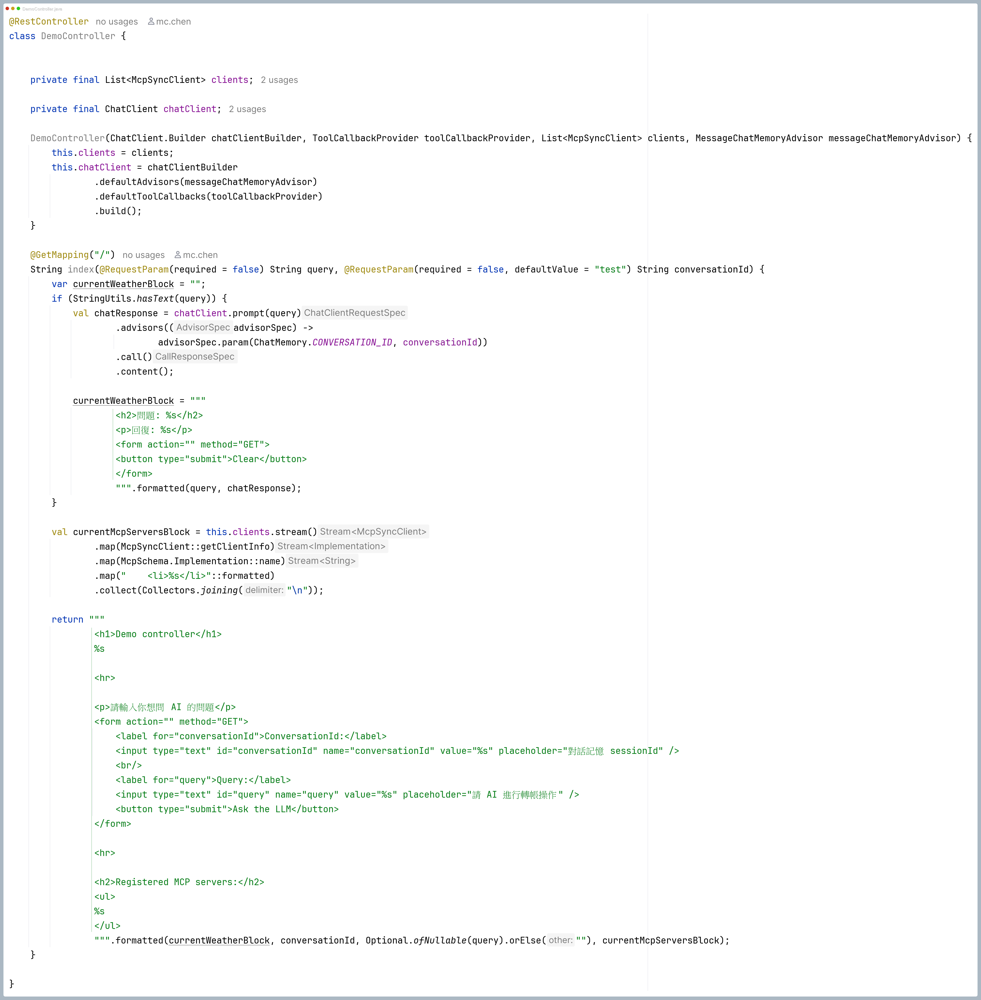 DemoController.java
@RestController no usages mc.chen
class DemoController {
private final List<McpSyncClient> clients; 2 usages
private final ChatClient chatClient; 2 usages
DemoController(ChatClient.Builder chatClientBuilder, ToolCallbackProvider toolCallbackProvider, List<McpSyncClient> clients, MessageChatMemoryAdvisor messageChatMemoryAdvisor) {
this.clients = clients;
this.chatClient = chatClientBuilder
.defaultAdvisors(messageChatMemoryAdvisor)
.defaultToolCallbacks(toolCallbackProvider)
.build();
}
@GetMapping("/") no usages mc.chen
String index(@RequestParam(required = false) String query, @RequestParam(required = false, defaultValue = "test") String conversationId) {
var currentWeatherBlock = "";
if (StringUtils.hasText(query)) {
val chatResponse = chatClient.prompt(query) ChatClientRequestSpec
.advisors(( AdvisorSpec advisorSpec) ->
advisorSpec.param(ChatMemory.CONVERSATION_ID, conversationId))
.call() CallResponseSpec
.content();
currentWeatherBlock = """
<h2>問題: %s</h2>
<p>回復: %s</p>
<form action="" method="GET">
<button type="submit">Clear</button>
</form>
""".formatted(query, chatResponse);
}
val currentMcpServersBlock = this.clients.stream() Stream<McpSyncClient>
.map(McpSyncClient::getClientInfo) Stream<Implementation>
.map(McpSchema.Implementation::name) Stream<String>
.map("    <li>%s</li>"::formatted)
.collect(Collectors.joining( delimiter: "\n"));
return """
<h1>Demo controller</h1>
%s
<hr>
<p>請輸入你想問 AI 的問題</p>
<form action="" method="GET">
<label for="conversationId">ConversationId:</label>
<input type="text" id="conversationId" name="conversationId" value="%s" placeholder="對話記憶 sessionId" />
<br/>
<label for="query">Query:</label>
<input type="text" id="query" name="query" value="%s" placeholder="請 AI 進行轉帳操作" />
<button type="submit">Ask the LLM</button>
</form>
<hr>
<h2>Registered MCP servers:</h2>
<ul>
%s
</ul>
""".formatted(currentWeatherBlock, conversationId, Optional.ofNullable(query).orElse( other: ""), currentMcpServersBlock);
}
}